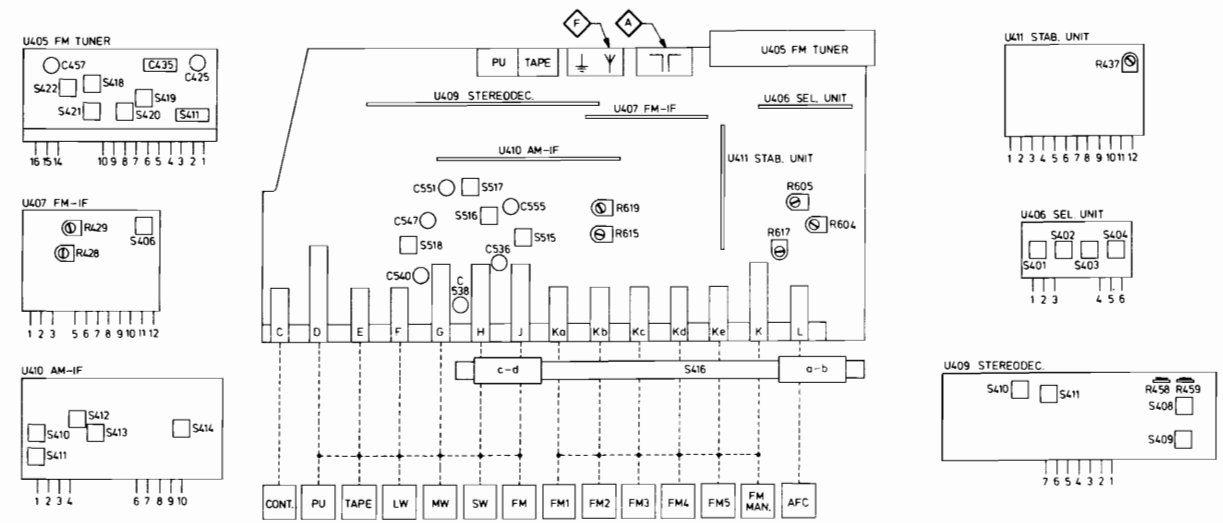 U405 FM TUNER
C457
C435
C425
S422
S418
S419
S421
S420
S411
16 15 14 10 9 8 7 6 5 4 3 2 1
U407 FM-IF
R429
R428
S406
1 2 3 5 6 7 8 9 10 11 12
U410 AM-IF
S412
S410
S413
S414
S411
1 2 3 4 6 7 8 9 10
F
A
PU
TAPE
U405 FM TUNER
U409 STEREODEC.
U407 FM-IF
U406 SEL. UNIT
U410 AM-IF
U411 STAB. UNIT
C551
S517
C555
S516
C547
S518
S515
C536
C540
C
538
R619
R615
R605
R604
R617
C D E F G H J Ka Kb Kc Kd Ke K L
c-d
S416
a-b
CONT.
PU
TAPE
LW
MW
SW
FM
FM1
FM2
FM3
FM4
FM5
FM
MAN.
AFC
U411 STAB. UNIT
R437
1 2 3 4 5 6 7 8 9 10 11 12
U406 SEL. UNIT
S402
S404
S401
S403
1 2 3 4 5 6
U409 STEREODEC.
S410
S411
R458
R459
S408
S409
7 6 5 4 3 2 1